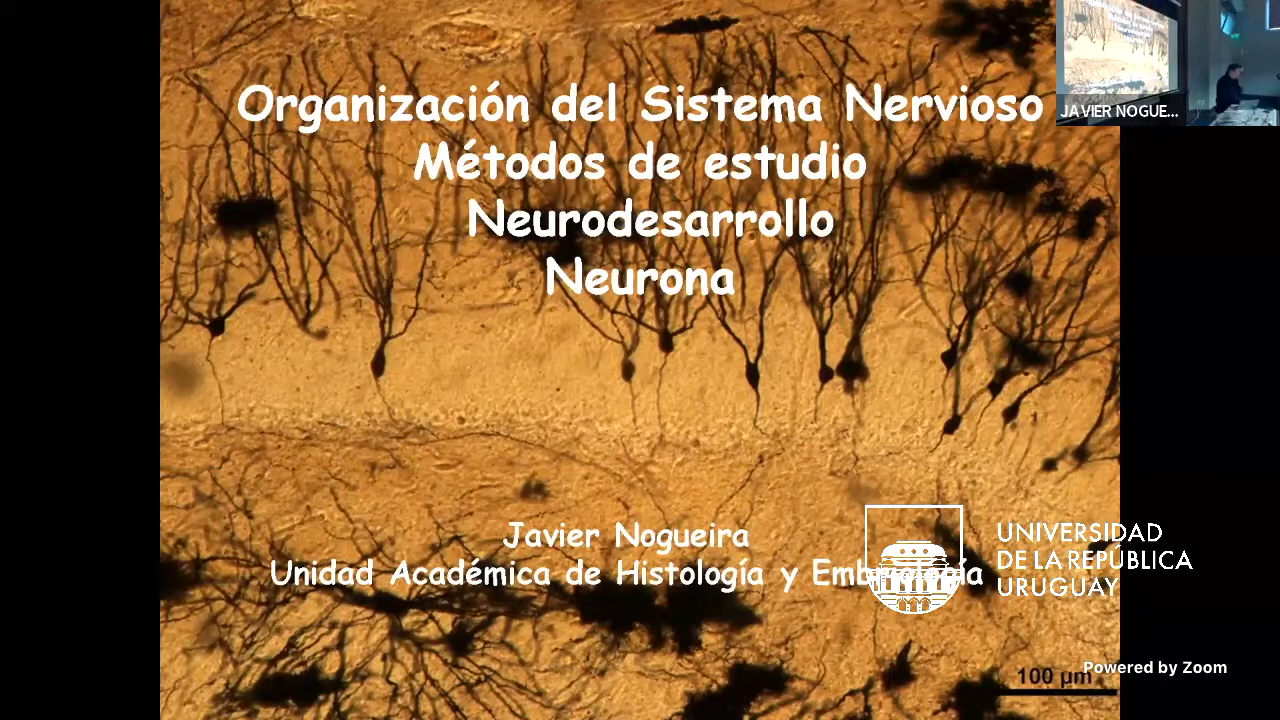 Organización del Sistema Nervioso
Métodos de estudio
Neurodesarrollo
Neurona
JAVIER NOGUE...
Javier Nogueira
Unidad Académica de Histología y Embriología
UNIVERSIDAD
DE LA REPÚBLICA
URUGUAY
100 µm
Powered by Zoom